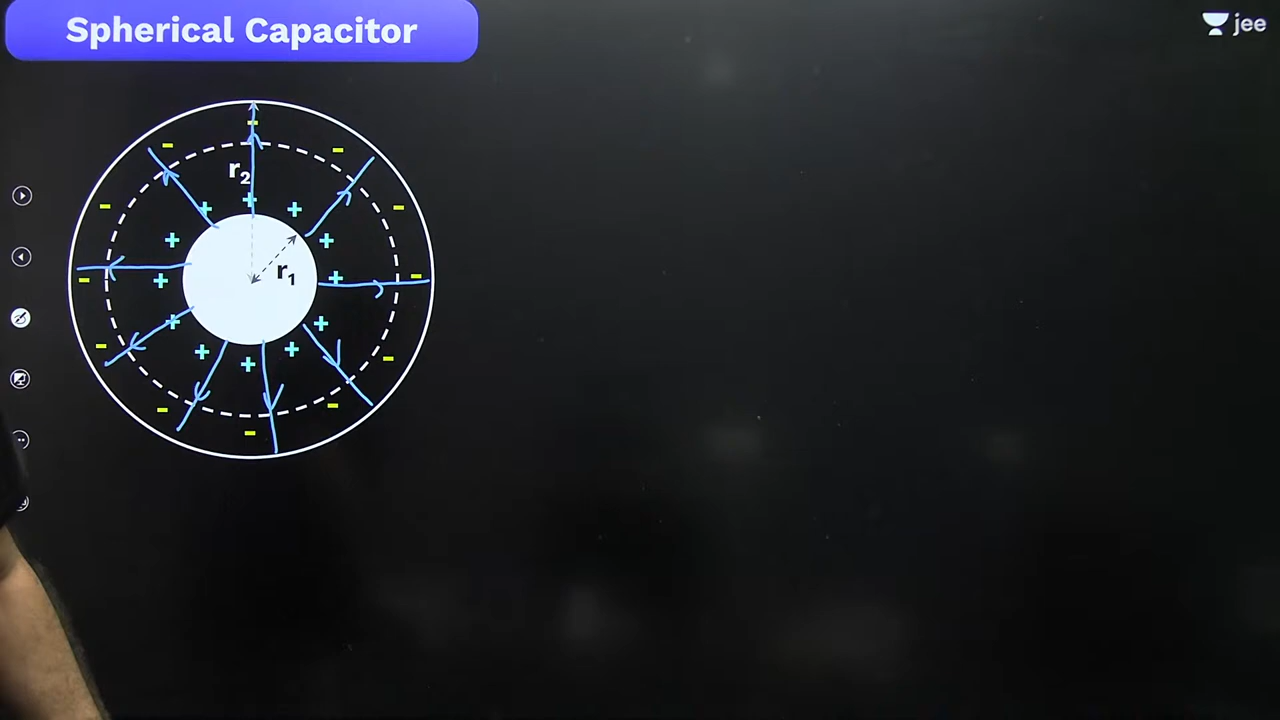 Spherical Capacitor
jee
- - -
r₂
- + + + -
+ +
r₁
- + + -
+ +
- + + + -
- - -